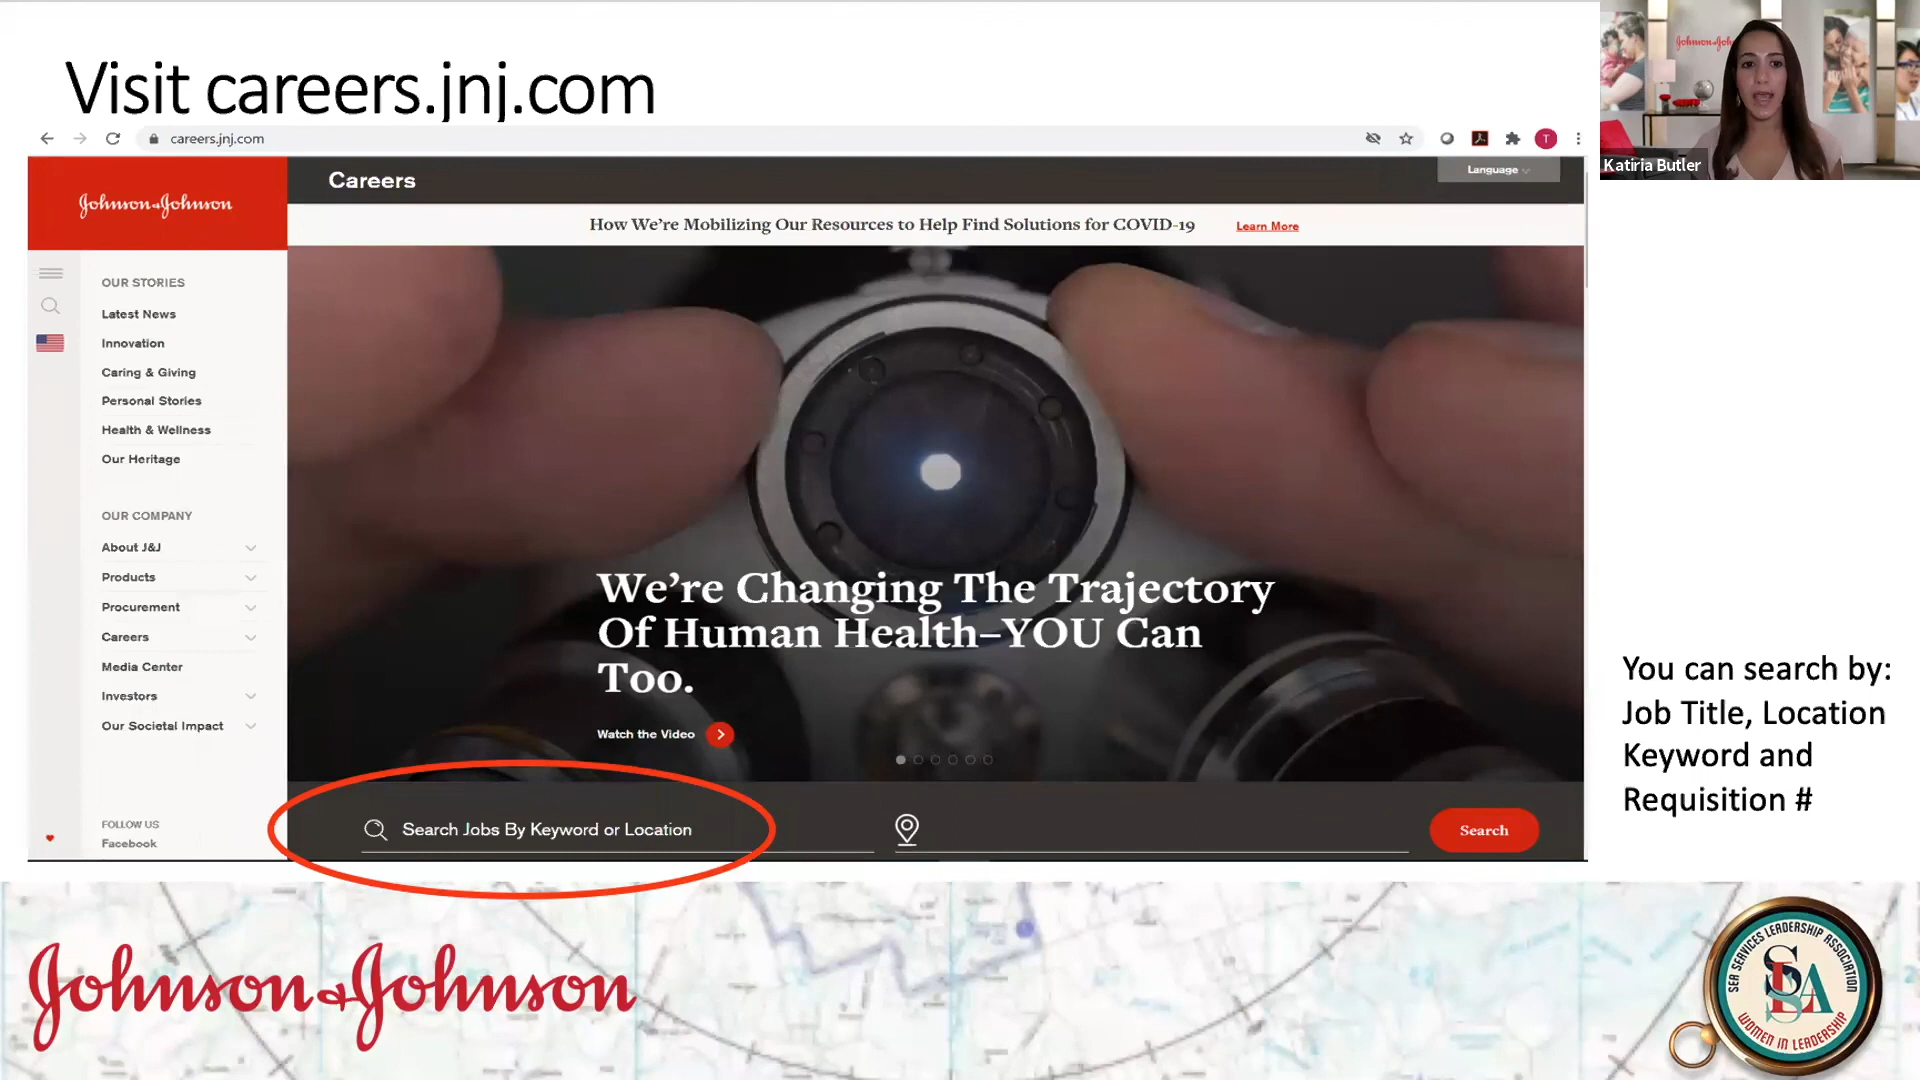 Visit careers.jnj.com
careers.jnj.com
T
Johnson&Johnson
Careers
Language
How We're Mobilizing Our Resources to Help Find Solutions for COVID-19
Learn More
OUR STORIES
Latest News
Innovation
Caring & Giving
Personal Stories
Health & Wellness
Our Heritage
OUR COMPANY
About J&J
Products
Procurement
Careers
Media Center
Investors
Our Societal Impact
FOLLOW US
Facebook
We're Changing The Trajectory
Of Human Health–YOU Can
Too.
Watch the Video
Search Jobs By Keyword or Location
Search
Katiria Butler
You can search by:
Job Title, Location
Keyword and
Requisition #
Johnson&Johnson
SEA SERVICES LEADERSHIP ASSOCIATION
SLA
WOMEN IN LEADERSHIP